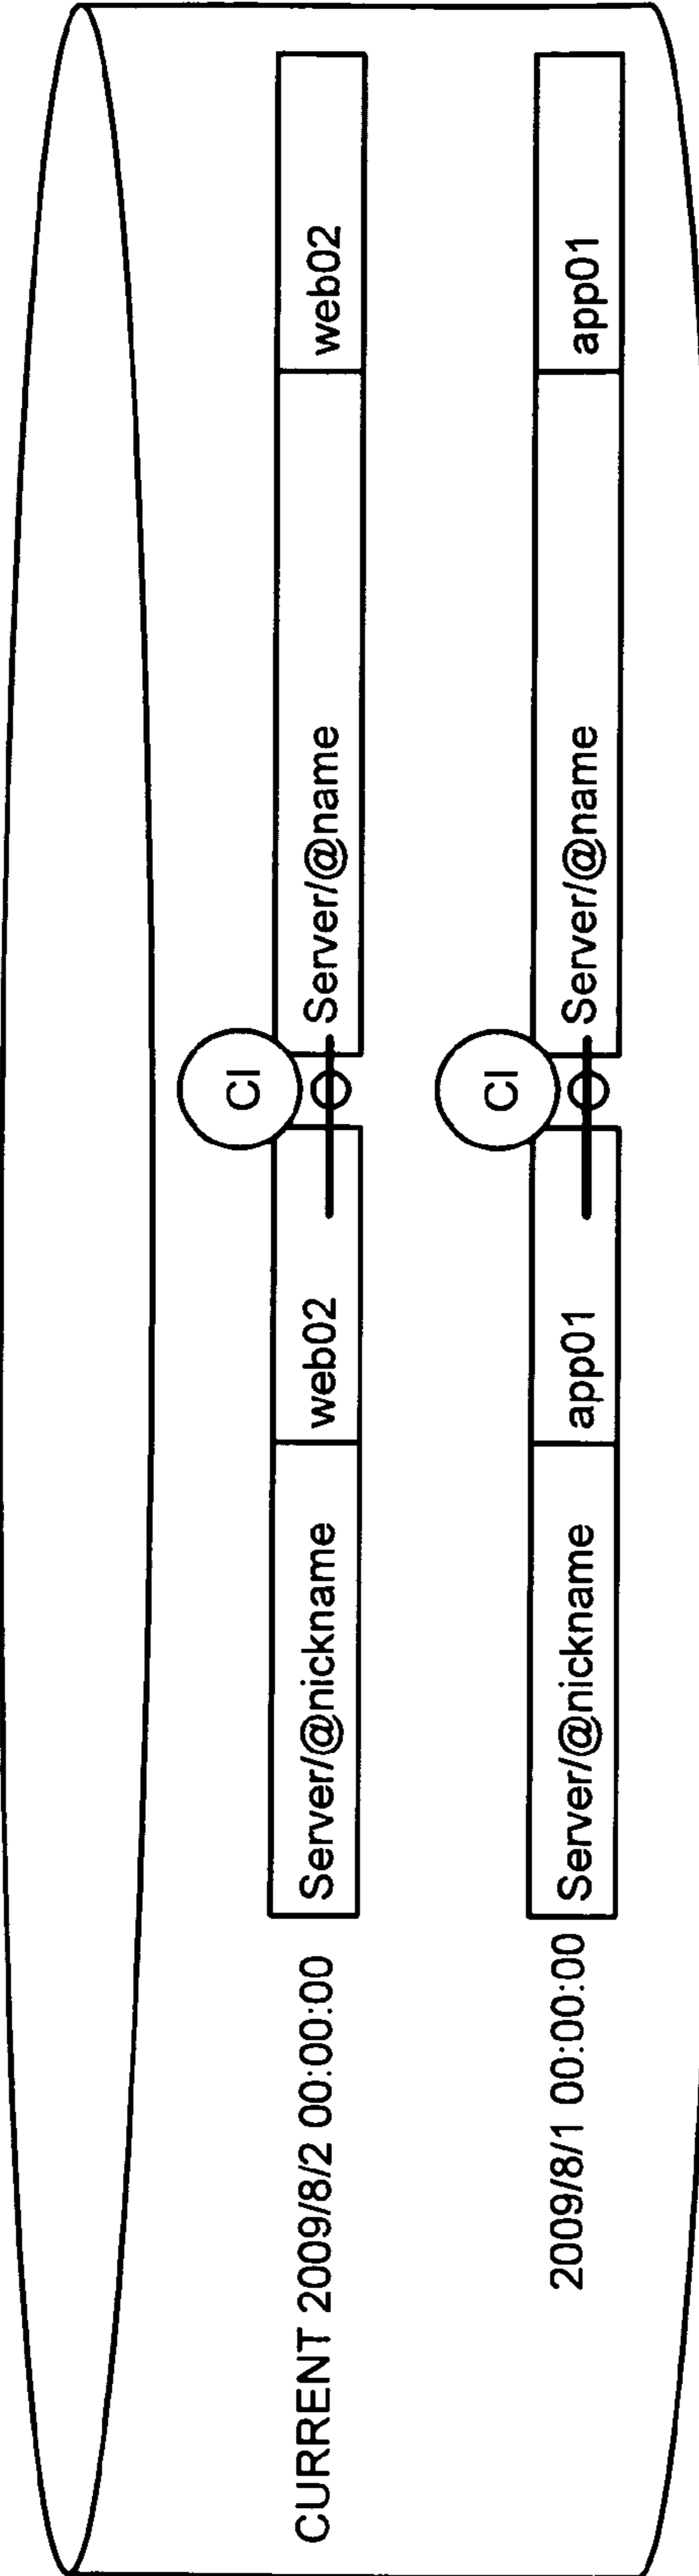 CI
CURRENT 2009/8/2 00:00:00 Server/@nickname web02 Server/@name web02
CI
2009/8/1 00:00:00 Server/@nickname app01 Server/@name app01